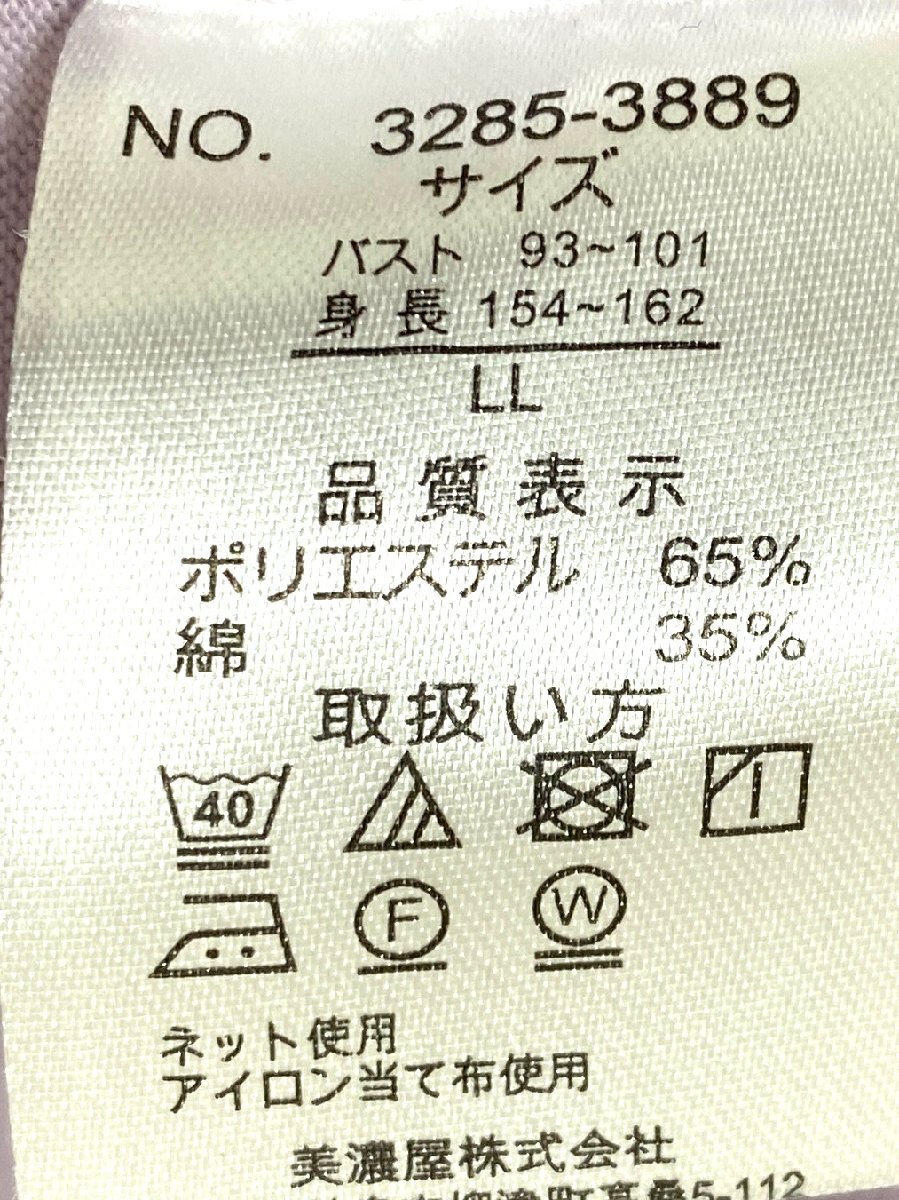 NO. 3285-3889
サイズ
バスト 93~101
身長 154~162
LL
品質表示
ポリエステル 65%
綿 35%
取扱い方
40
F
W
ネット使用
アイロン当て布使用
美濃屋株式会社
5-112